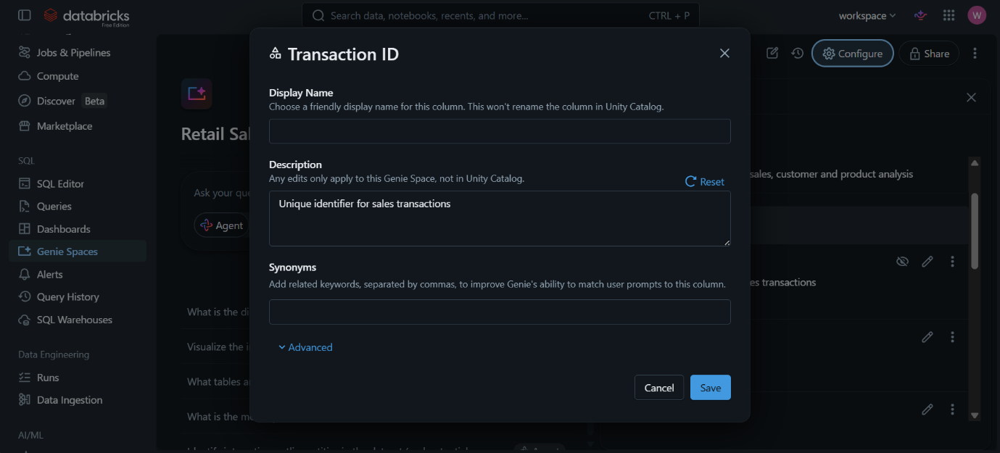 databricks
Free Edition
Search data, notebooks, recents, and more...
CTRL + P
workspace
W
Jobs & Pipelines
Compute
Discover Beta
Marketplace
SQL
SQL Editor
Queries
Dashboards
Genie Spaces
Alerts
Query History
SQL Warehouses
Data Engineering
Runs
Data Ingestion
AI/ML
Retail Sal
Ask your que
Agent
What is the di
Visualize the i
What tables a
What is the m
Transaction ID
Display Name
Choose a friendly display name for this column. This won't rename the column in Unity Catalog.
Description
Any edits only apply to this Genie Space, not in Unity Catalog.
Reset
Unique identifier for sales transactions
Synonyms
Add related keywords, separated by commas, to improve Genie's ability to match user prompts to this column.
Advanced
Cancel
Save
Configure
Share
sales, customer and product analysis
es transactions